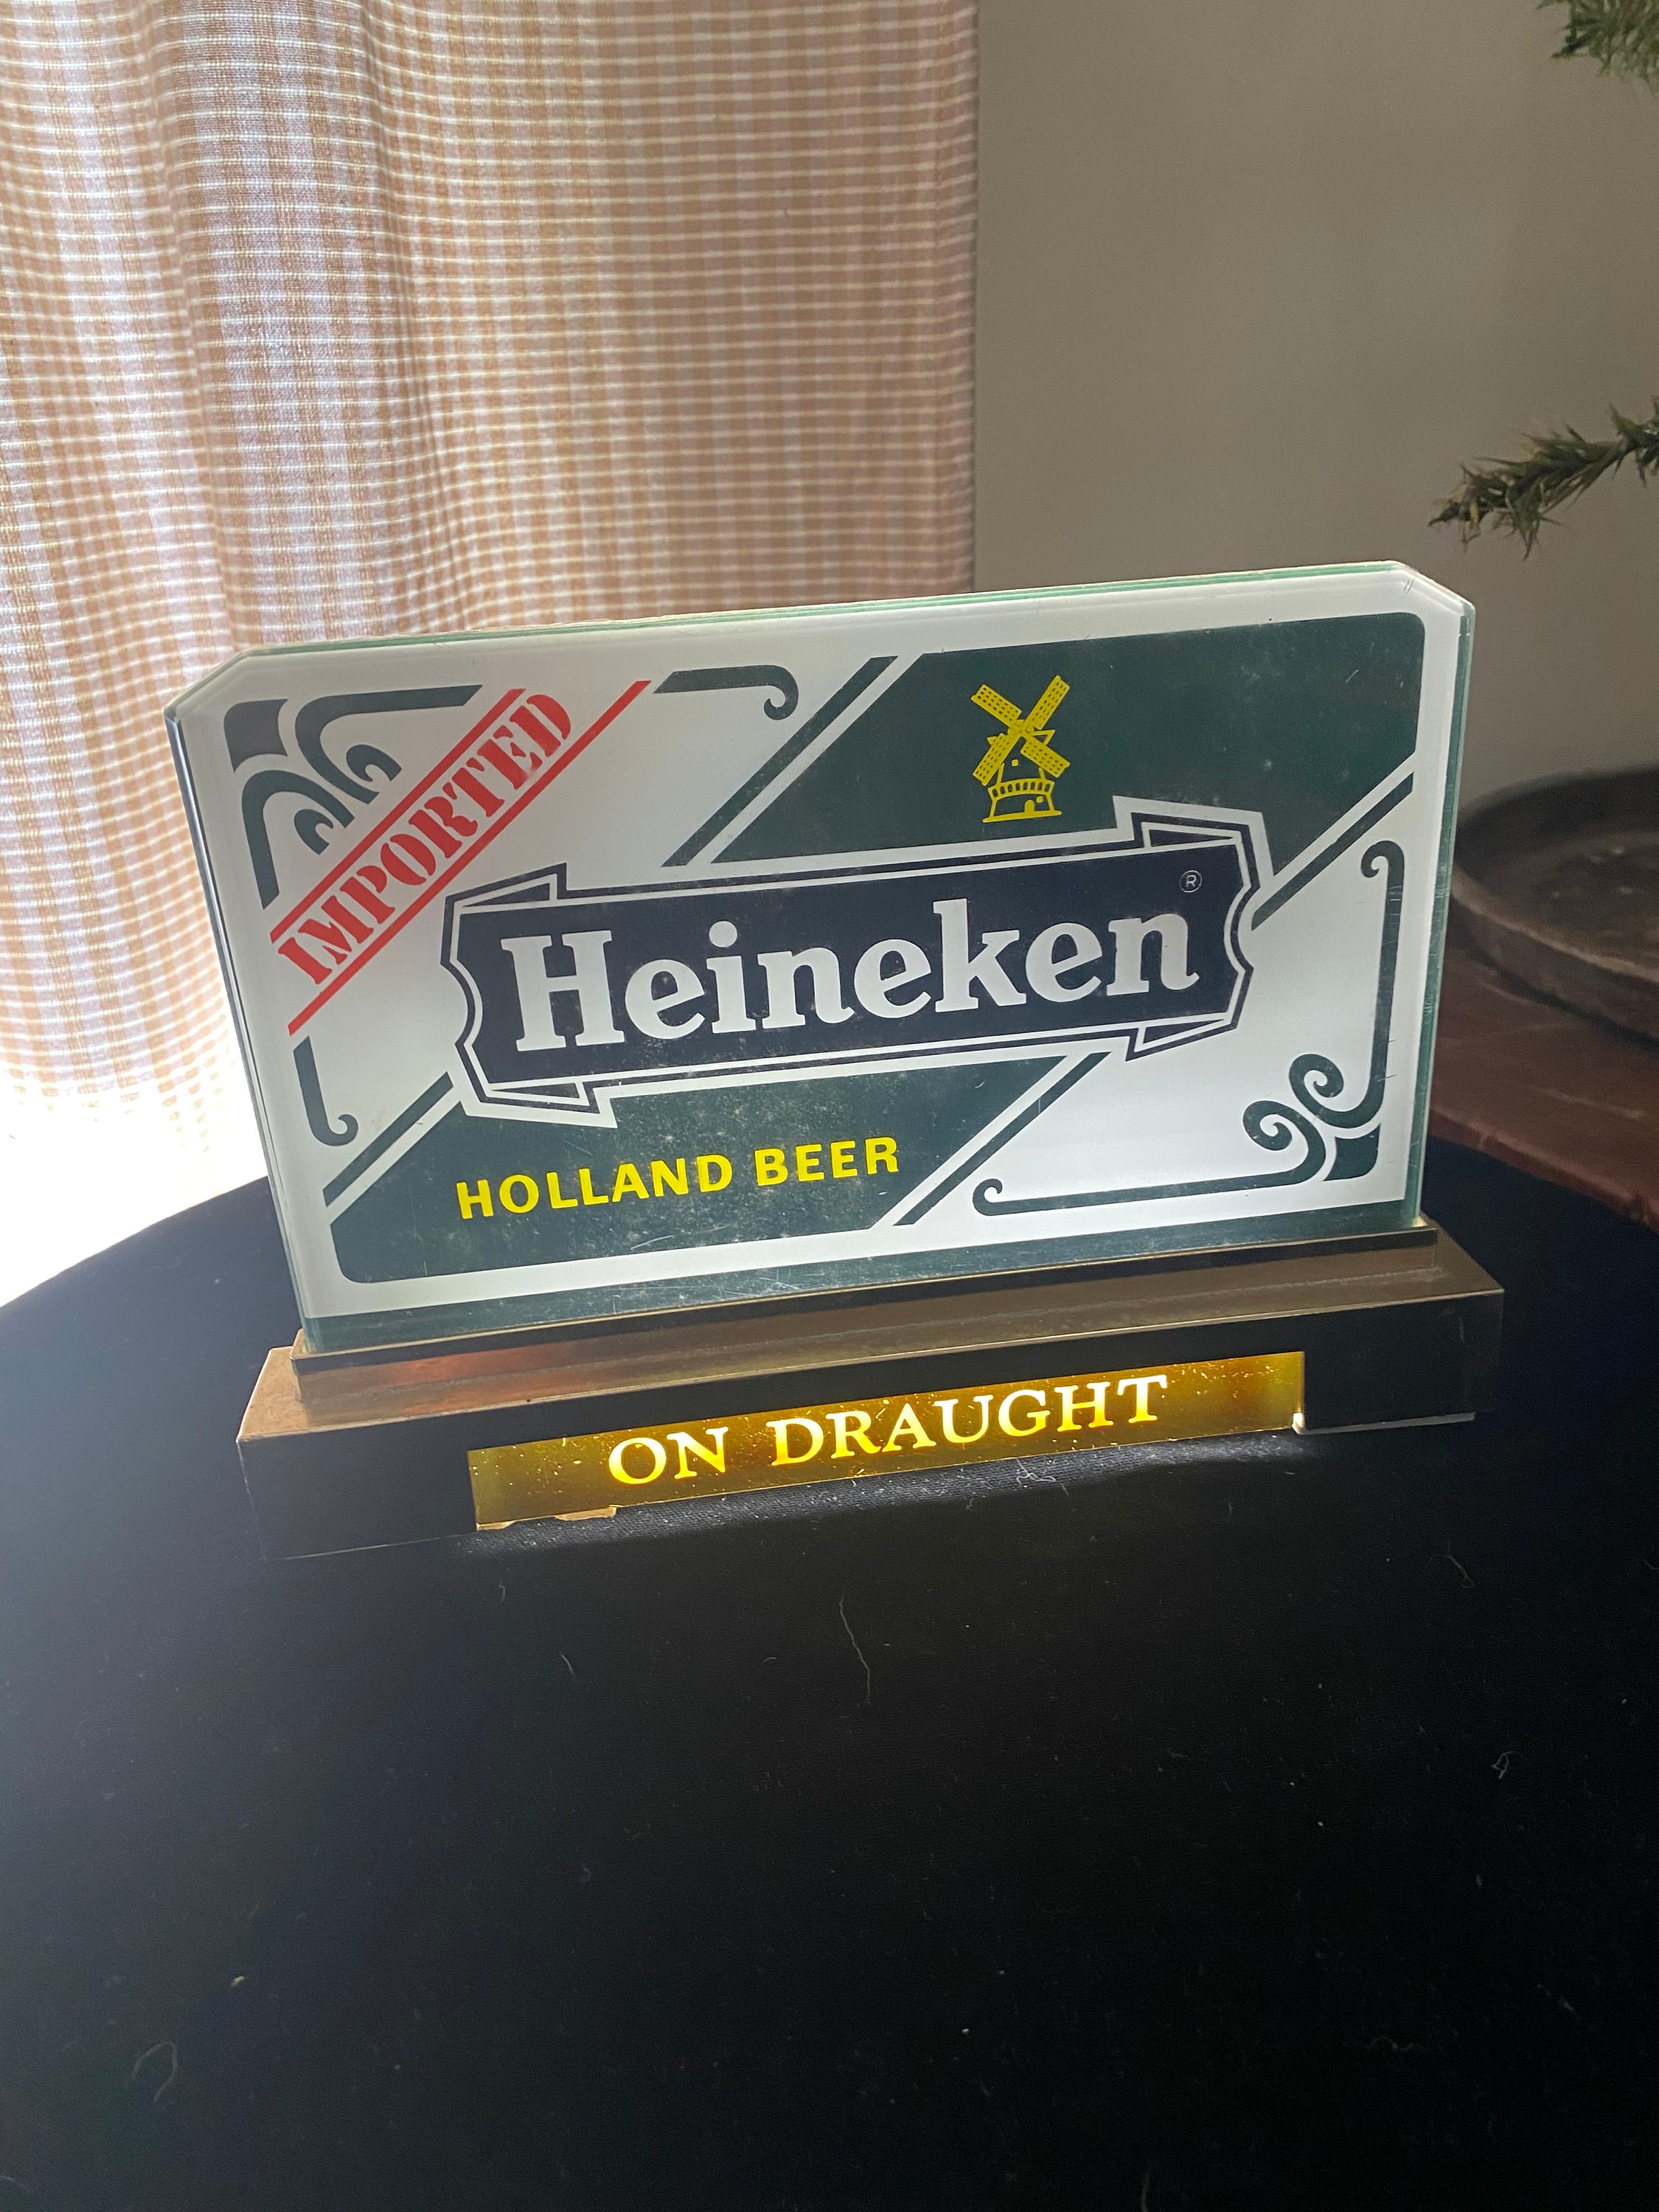 IMPORTED
Heineken ®
HOLLAND BEER
ON DRAUGHT